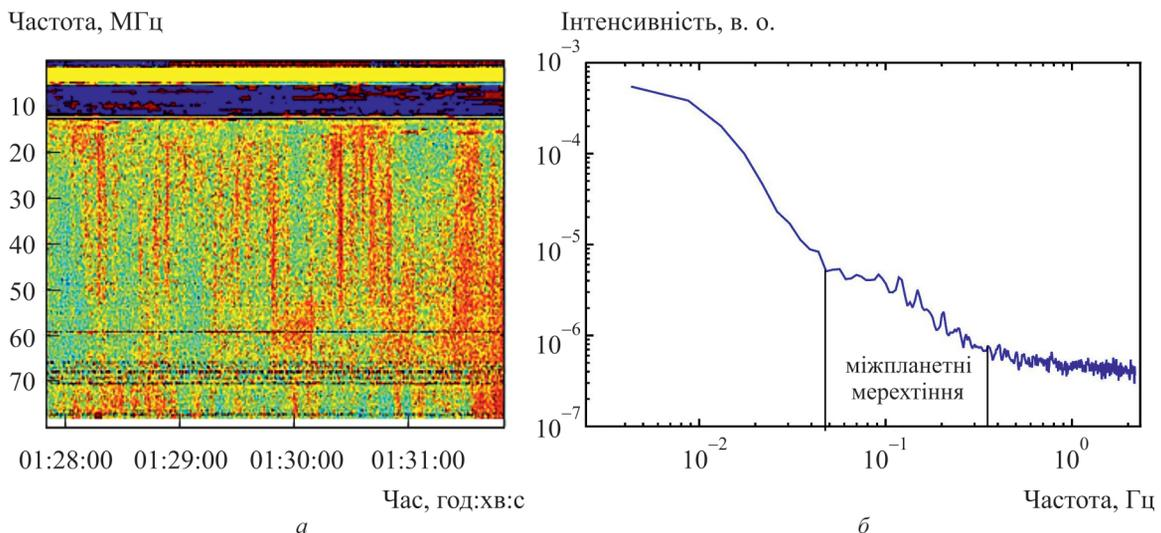 Частота, МГц
10
20
30
40
50
60
70
01:28:00 01:29:00 01:30:00 01:31:00
Час, год:хв:с
а
Інтенсивність, в. о.
10⁻³
10⁻⁴
10⁻⁵
10⁻⁶
10⁻⁷
міжпланетні
мерехтіння
10⁻² 10⁻¹ 10⁰
Частота, Гц
б